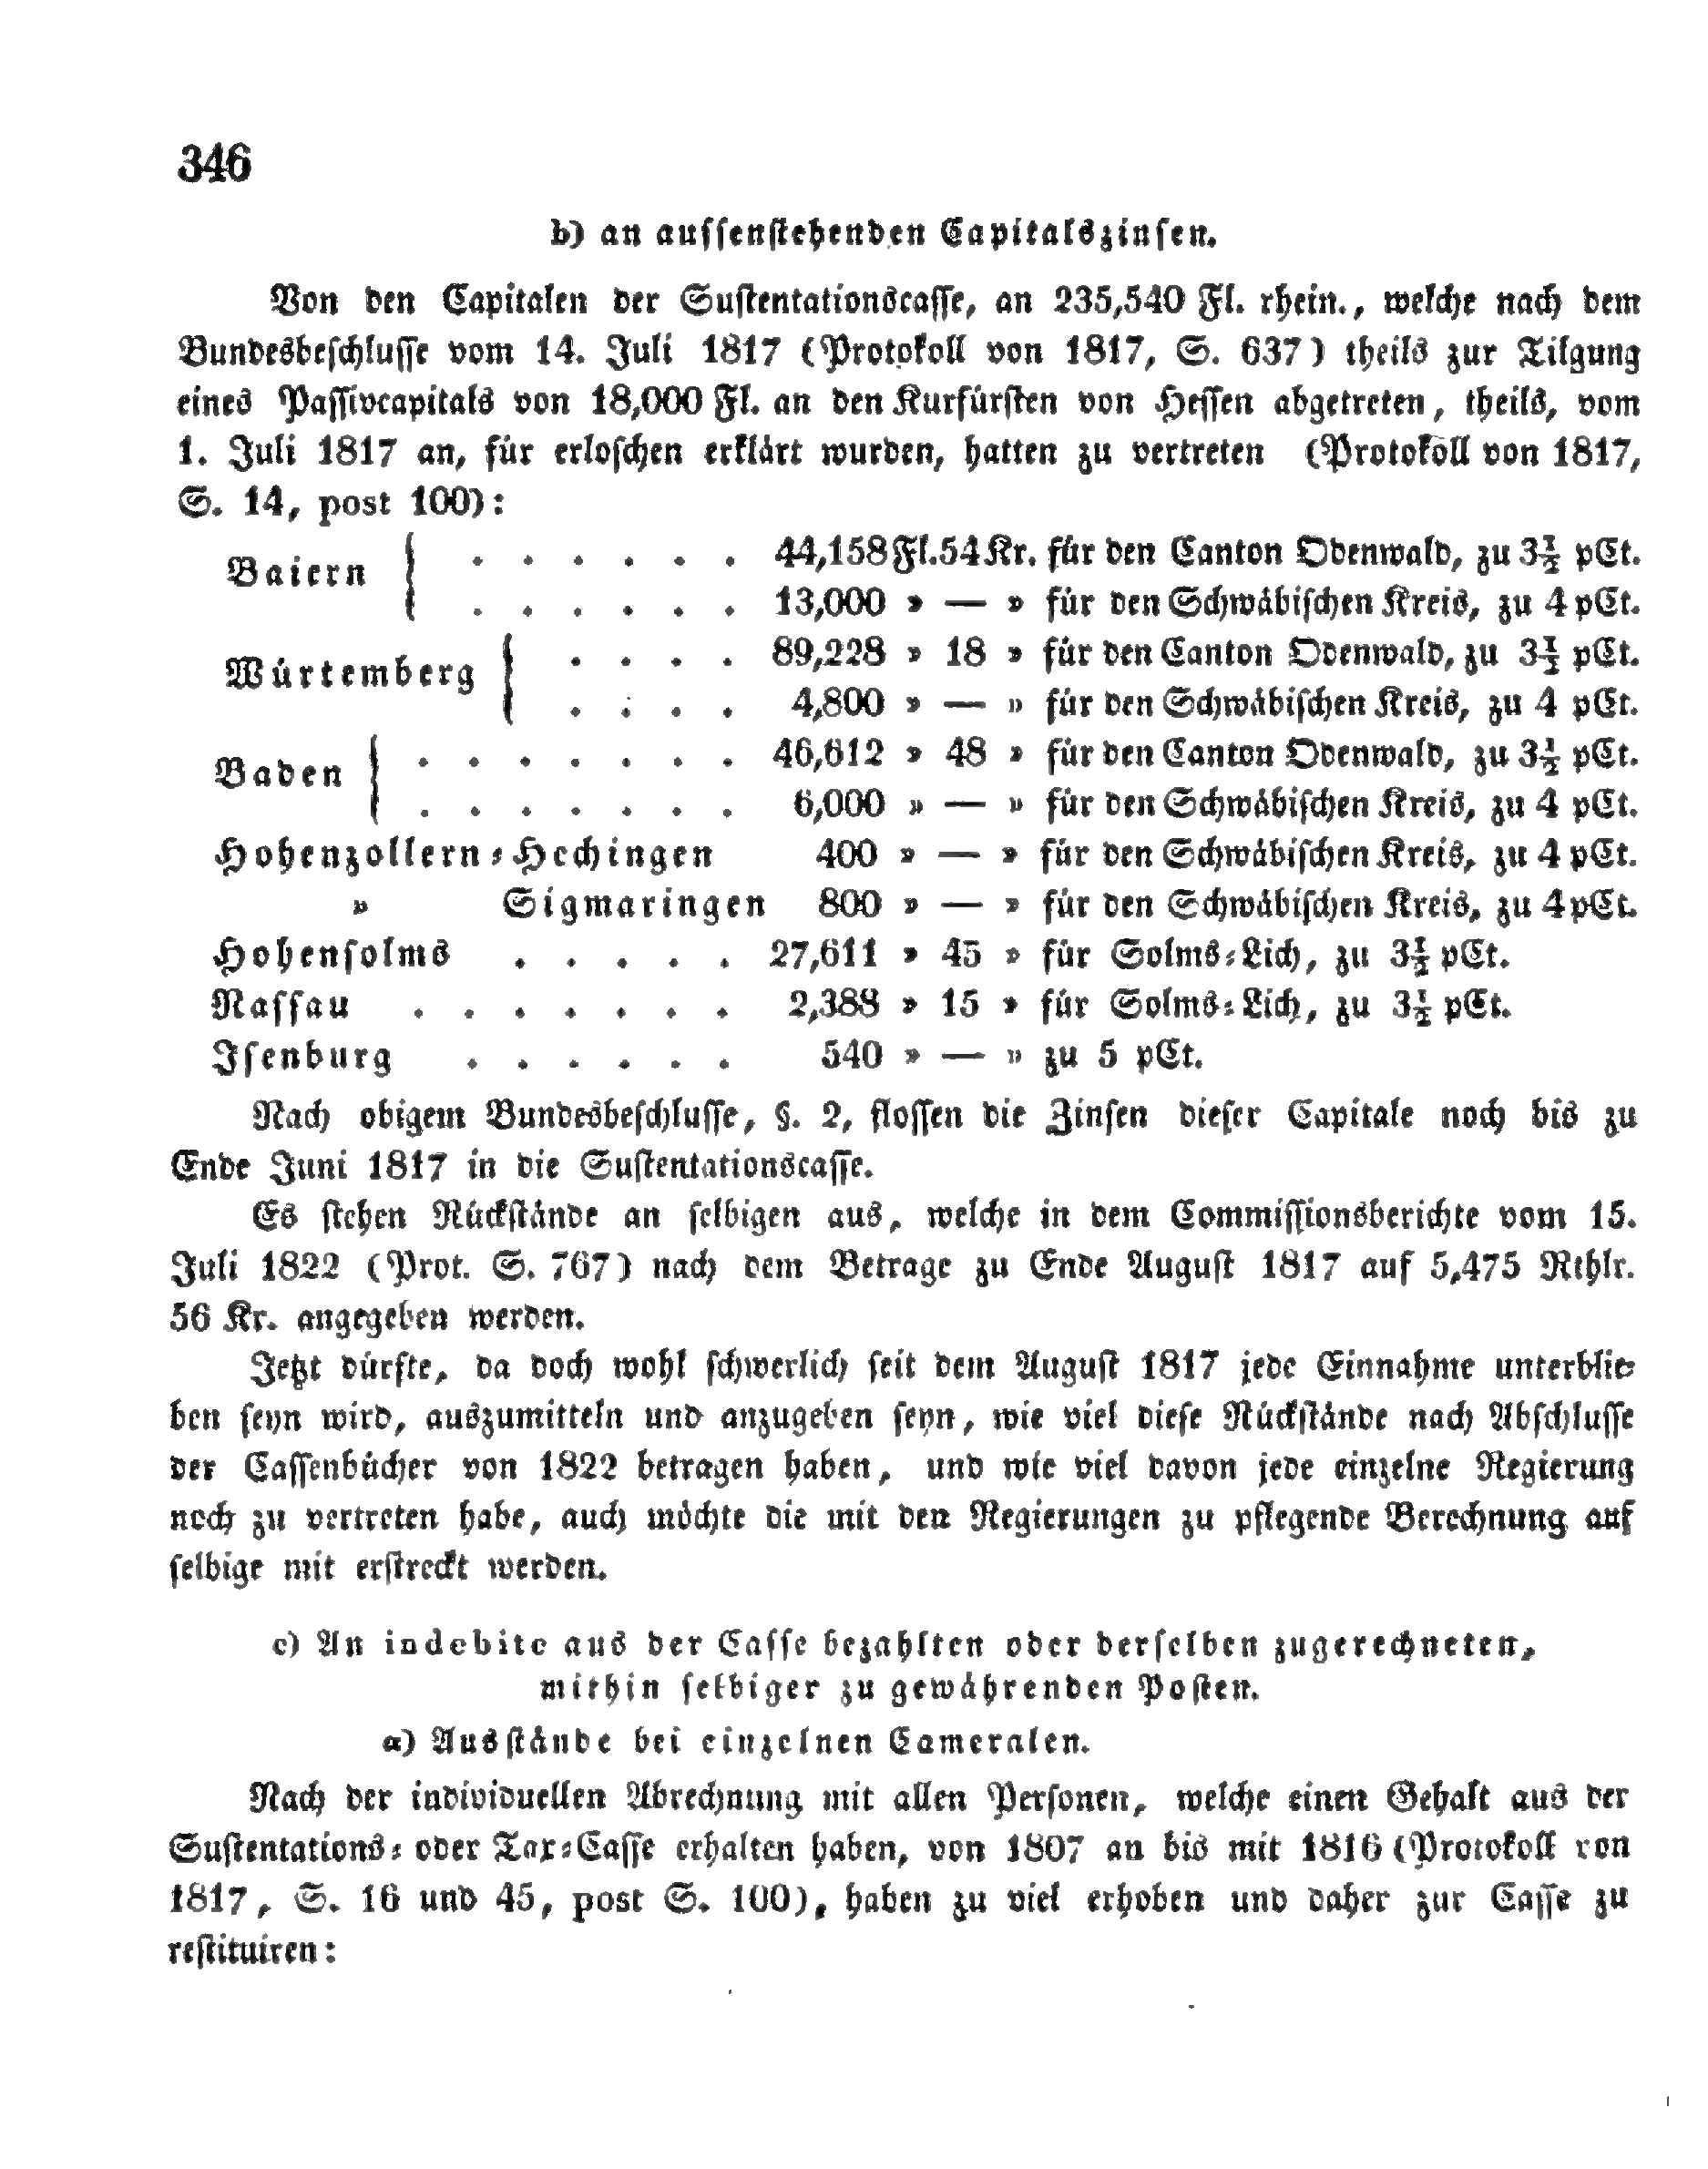 346
b) an aussenstehenden Capitalszinsen.
Von den Capitalen der Sustentationscasse, an 235,540 Fl. rhein., welche nach dem
Bundesbeschlusse vom 14. Juli 1817 (Protokoll von 1817, S. 637) theils zur Tilgung
eines Passivcapitals von 18,000 Fl. an den Kurfürsten von Hessen abgetreten, theils, vom
1. Juli 1817 an, für erloschen erklärt wurden, hatten zu vertreten (Protokoll von 1817,
S. 14, post 100):
Baiern { . . . . . . 44,158 Fl. 54 Kr. für den Canton Odenwald, zu 3½ pCt.
. . . . . . 13,000 » — » für den Schwäbischen Kreis, zu 4 pCt.
Würtemberg { . . . . 89,228 » 18 » für den Canton Odenwald, zu 3½ pCt.
. . . . 4,800 » — » für den Schwäbischen Kreis, zu 4 pCt.
Baden { . . . . . . . 46,612 » 48 » für den Canton Odenwald, zu 3½ pCt.
. . . . . . . 6,000 » — » für den Schwäbischen Kreis, zu 4 pCt.
Hohenzollern-Hechingen 400 » — » für den Schwäbischen Kreis, zu 4 pCt.
» Sigmaringen 800 » — » für den Schwäbischen Kreis, zu 4 pCt.
Hohensolms . . . . . 27,611 » 45 » für Solms-Lich, zu 3½ pCt.
Nassau . . . . . . . 2,388 » 15 » für Solms-Lich, zu 3½ pCt.
Isenburg . . . . . . 540 » — » zu 5 pCt.
Nach obigem Bundesbeschlusse, §. 2, flossen die Zinsen dieser Capitale noch bis zu
Ende Juni 1817 in die Sustentationscasse.
Es stehen Rückstände an selbigen aus, welche in dem Commissionsberichte vom 15.
Juli 1822 (Prot. S. 767) nach dem Betrage zu Ende August 1817 auf 5,475 Rthlr.
56 Kr. angegeben werden.
Jetzt dürfte, da doch wohl schwerlich seit dem August 1817 jede Einnahme unterblie-
ben seyn wird, auszumitteln und anzugeben seyn, wie viel diese Rückstände nach Abschlusse
der Cassenbücher von 1822 betragen haben, und wie viel davon jede einzelne Regierung
noch zu vertreten habe, auch möchte die mit den Regierungen zu pflegende Berechnung auf
selbige mit erstreckt werden.
c) An indebite aus der Casse bezahlten oder derselben zugerechneten,
mithin selbiger zu gewährenden Posten.
α) Ausstände bei einzelnen Cameralen.
Nach der individuellen Abrechnung mit allen Personen, welche einen Gehalt aus der
Sustentations- oder Tax-Casse erhalten haben, von 1807 an bis mit 1816 (Protokoll von
1817, S. 16 und 45, post S. 100), haben zu viel erhoben und daher zur Casse zu
restituiren: